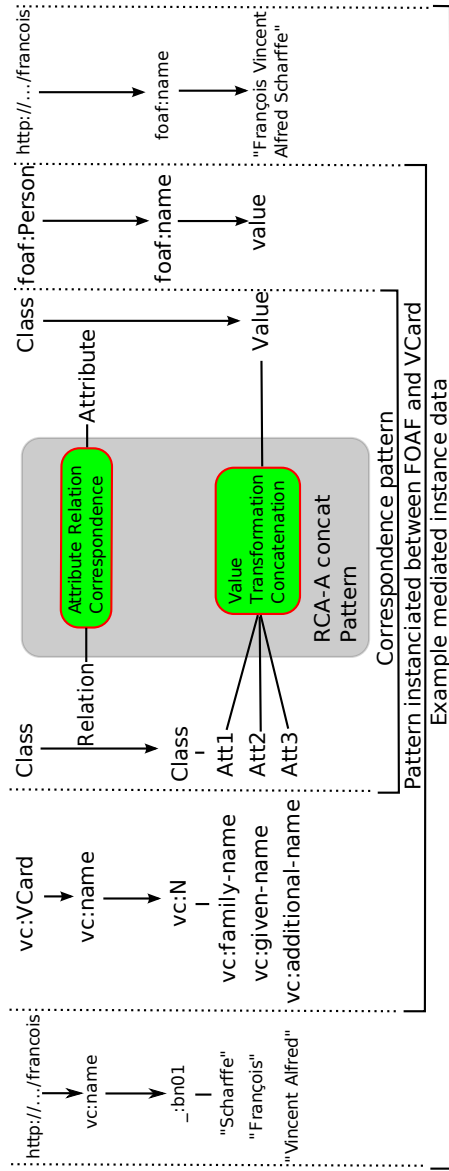 http://.../francois
vc:name
_:bn01
"Scharffe"
"François"
"Vincent Alfred"
vc:VCard
vc:name
vc:N
vc:family-name
vc:given-name
vc:additional-name
Class
Relation
Class
Att1
Att2
Att3
Attribute Relation
Correspondence
Value
Transformation
Concatenation
RCA-A concat
Pattern
Class
Attribute
Value
foaf:Person
foaf:name
value
http://.../francois
foaf:name
"François Vincent
Alfred Scharffe"
Correspondence pattern
Pattern instanciated between FOAF and VCard
Example mediated instance data